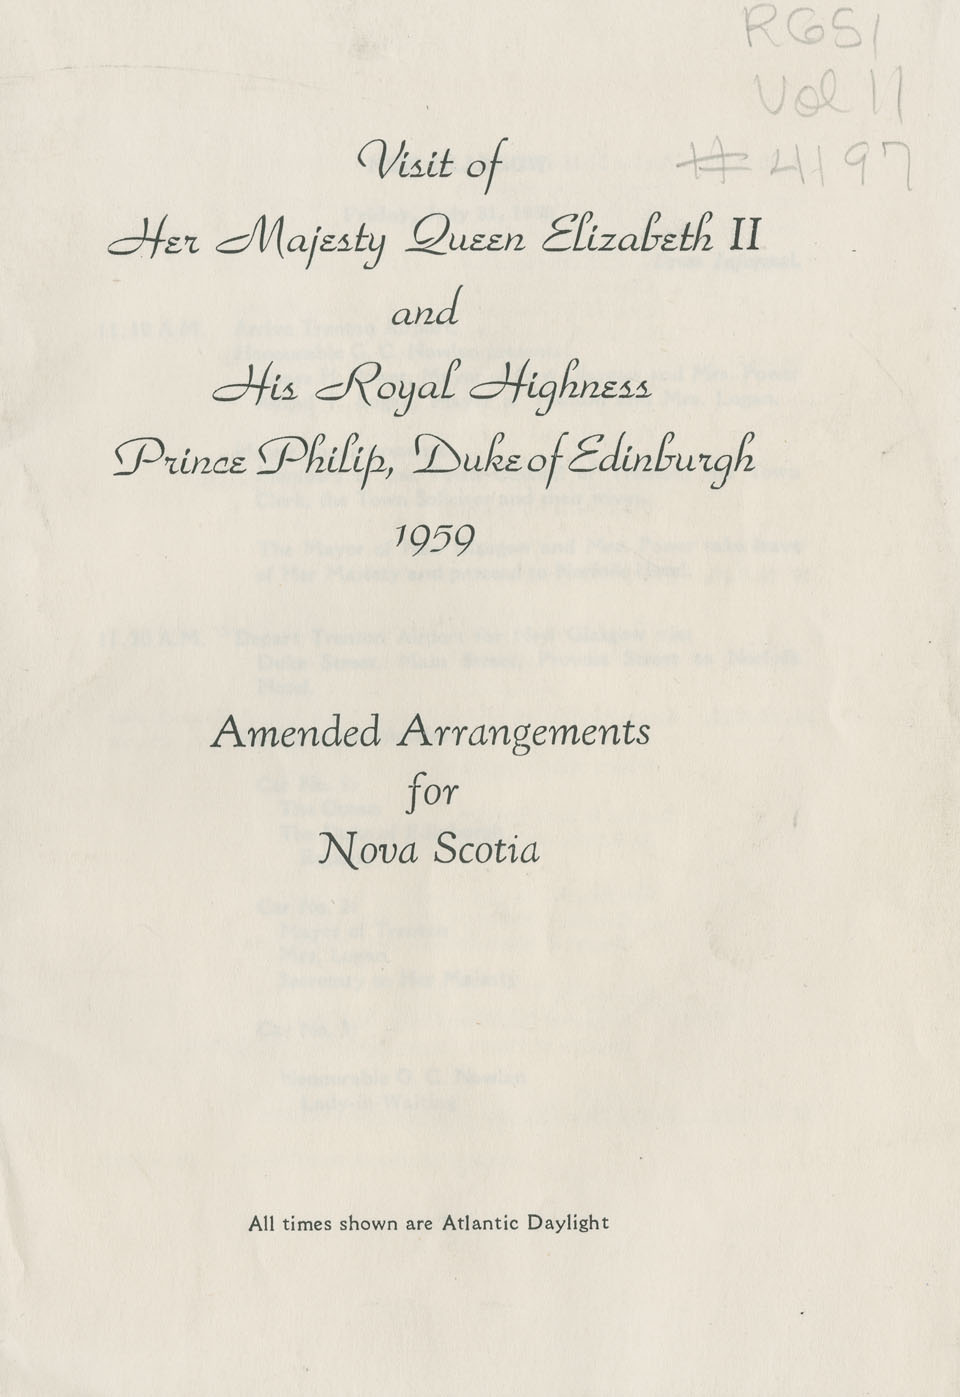 RG51
Vol 11
# 4197
Visit of
Her Majesty Queen Elizabeth II
and
His Royal Highness
Prince Philip, Duke of Edinburgh
1959
Amended Arrangements
for
Nova Scotia
All times shown are Atlantic Daylight